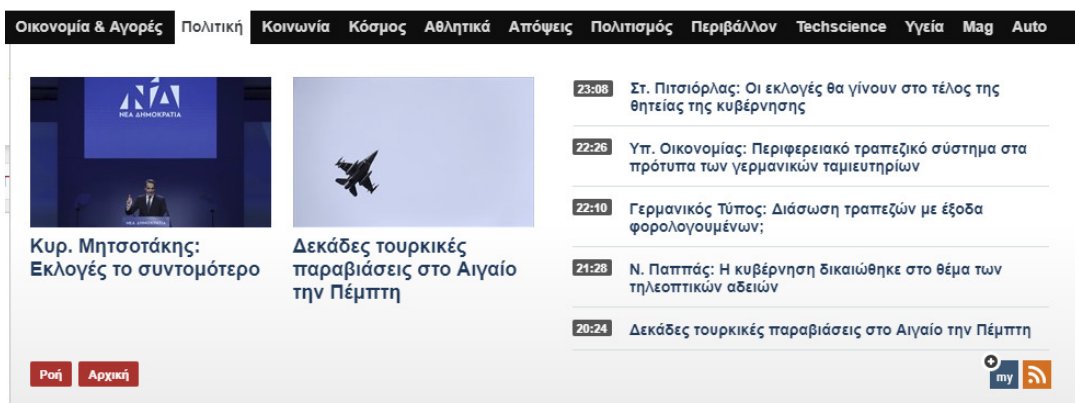 Οικονομία & Αγορές Πολιτική Κοινωνία Κόσμος Αθλητικά Απόψεις Πολιτισμός Περιβάλλον Techscience Υγεία Mag Auto
ΝΕΑ ΔΗΜΟΚΡΑΤΙΑ
ΝΕΑ ΔΗΜΟΚΡΑΤΙΑ
Κυρ. Μητσοτάκης:
Εκλογές το συντομότερο
Δεκάδες τουρκικές
παραβιάσεις στο Αιγαίο
την Πέμπτη
23:08 Στ. Πιτσιόρλας: Οι εκλογές θα γίνουν στο τέλος της
θητείας της κυβέρνησης
22:26 Υπ. Οικονομίας: Περιφερειακό τραπεζικό σύστημα στα
πρότυπα των γερμανικών ταμιευτηρίων
22:10 Γερμανικός Τύπος: Διάσωση τραπεζών με έξοδα
φορολογουμένων;
21:28 Ν. Παππάς: Η κυβέρνηση δικαιώθηκε στο θέμα των
τηλεοπτικών αδειών
20:24 Δεκάδες τουρκικές παραβιάσεις στο Αιγαίο την Πέμπτη
Ροή Αρχική
my